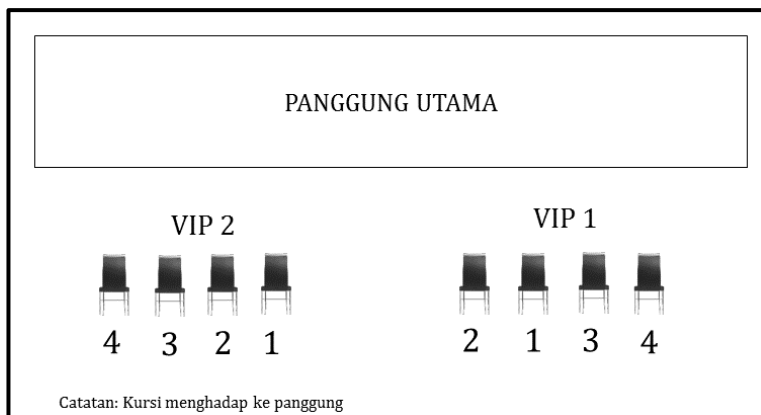 PANGGUNG UTAMA
VIP 2
VIP 1
4 3 2 1
2 1 3 4
Catatan: Kursi menghadap ke panggung